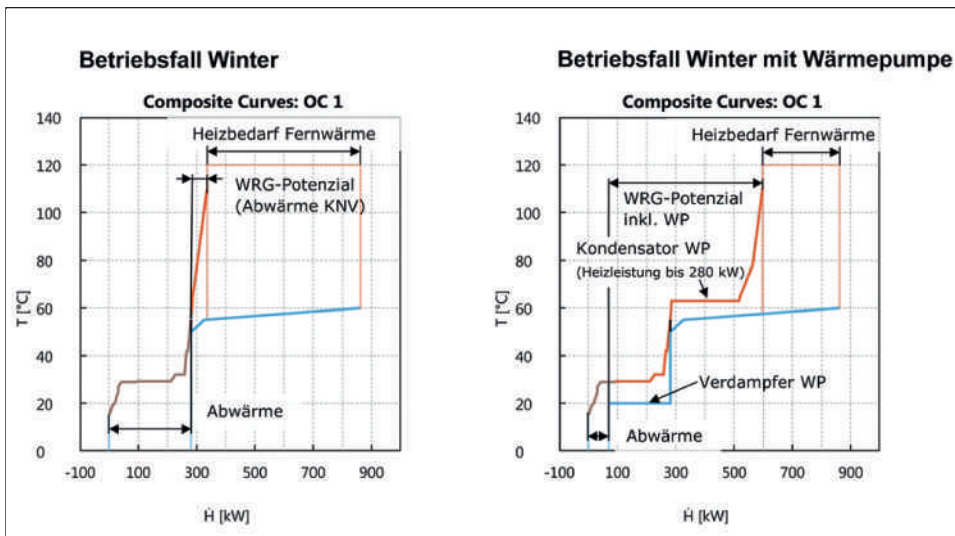 Betriebsfall Winter
Composite Curves: OC 1
140
120
100
80
60
40
20
0
T [°C]
Heizbedarf Fernwärme
WRG-Potenzial
(Abwärme KNV)
Abwärme
-100 100 300 500 700 900
Ḣ [kW]
Betriebsfall Winter mit Wärmepumpe
Composite Curves: OC 1
140
120
100
80
60
40
20
0
T [°C]
Heizbedarf Fernwärme
WRG-Potenzial
inkl. WP
Kondensator WP
(Heizleistung bis 280 kW)
Verdampfer WP
Abwärme
-100 100 300 500 700 900
Ḣ [kW]